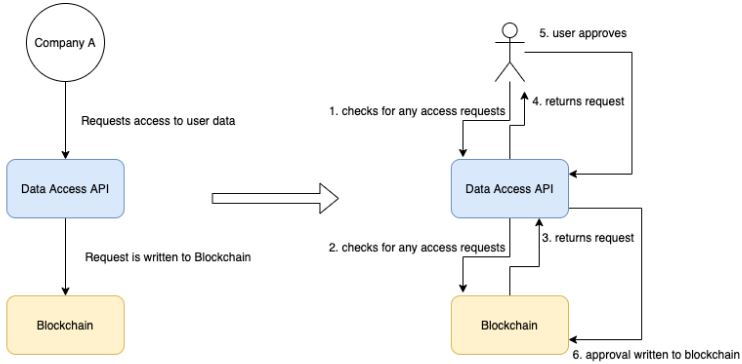 Company A
Requests access to user data
Data Access API
Request is written to Blockchain
Blockchain
5. user approves
4. returns request
1. checks for any access requests
Data Access API
2. checks for any access requests
3. returns request
Blockchain
6. approval written to blockchain